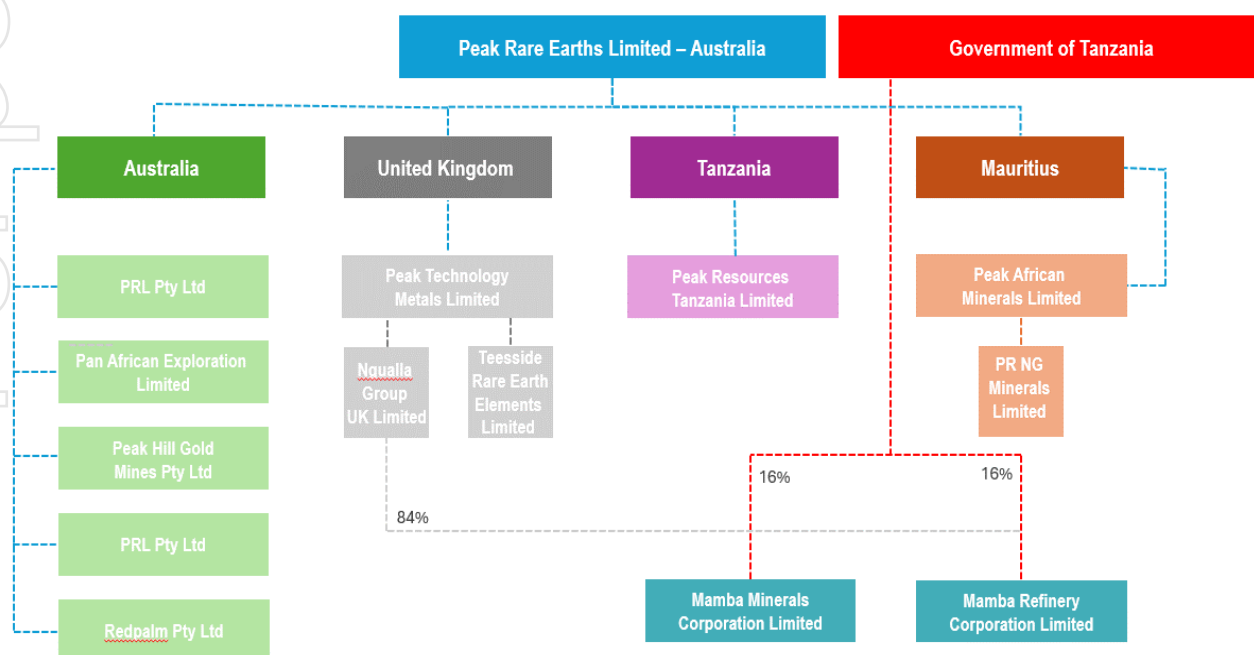 Peak Rare Earths Limited – Australia
Government of Tanzania
Australia
United Kingdom
Tanzania
Mauritius
PRL Pty Ltd
Peak Technology
Metals Limited
Peak Resources
Tanzania Limited
Peak African
Minerals Limited
Pan African Exploration
Limited
Ngualla
Group
UK Limited
Teesside
Rare Earth
Elements
Limited
PR NG
Minerals
Limited
Peak Hill Gold
Mines Pty Ltd
16%
16%
84%
PRL Pty Ltd
Mamba Minerals
Corporation Limited
Mamba Refinery
Corporation Limited
Redpalm Pty Ltd